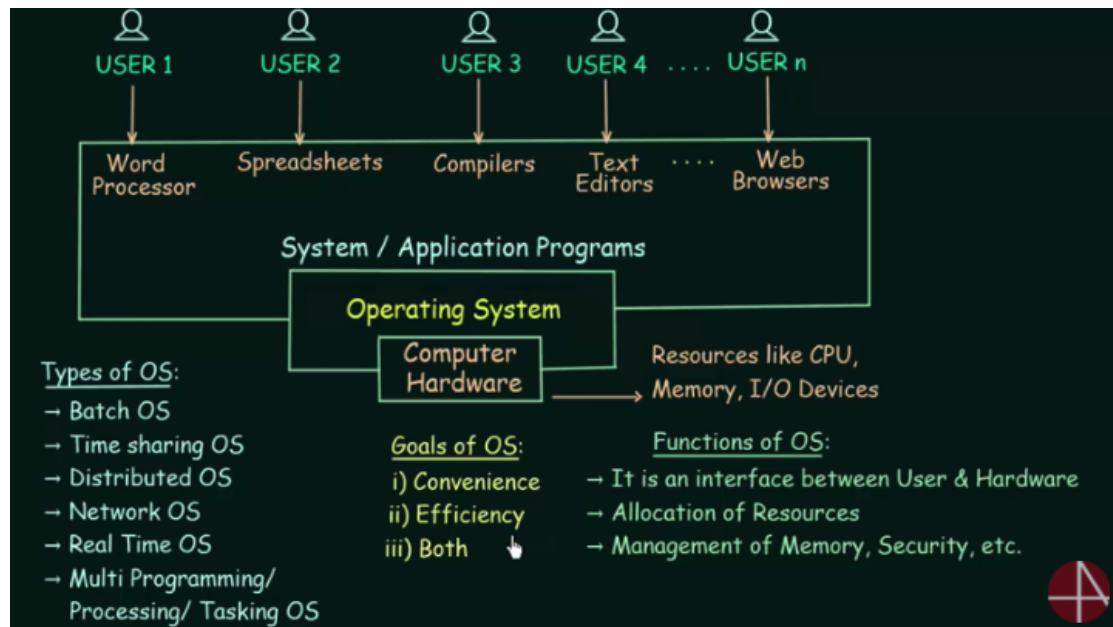 USER 1
USER 2
USER 3
USER 4 ....
USER n
Word
Processor
Spreadsheets
Compilers
Text
Editors
....
Web
Browsers
System / Application Programs
Operating System
Computer
Hardware
Resources like CPU,
Memory, I/O Devices
Types of OS:
→ Batch OS
→ Time sharing OS
→ Distributed OS
→ Network OS
→ Real Time OS
→ Multi Programming/
Processing/ Tasking OS
Goals of OS:
i) Convenience
ii) Efficiency
iii) Both
Functions of OS:
→ It is an interface between User & Hardware
→ Allocation of Resources
→ Management of Memory, Security, etc.